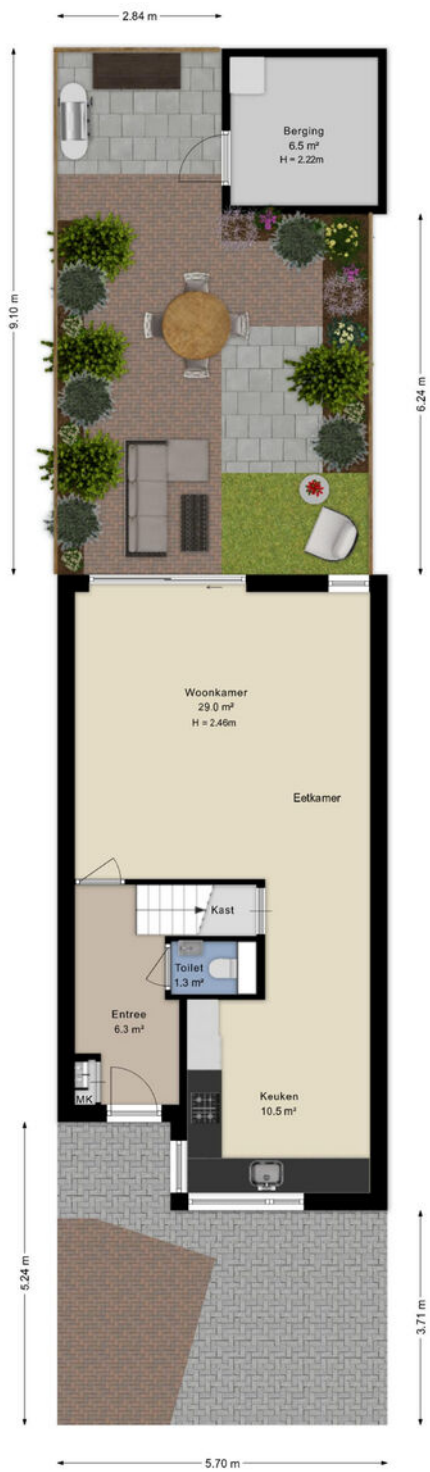 2.84 m
Berging
6.5 m²
H = 2.22m
9.10 m
6.24 m
Woonkamer
29.0 m²
H = 2.46m
Eetkamer
Kast
Toilet
1.3 m²
Entree
6.3 m²
Keuken
10.5 m²
MK
5.24 m
3.71 m
5.70 m